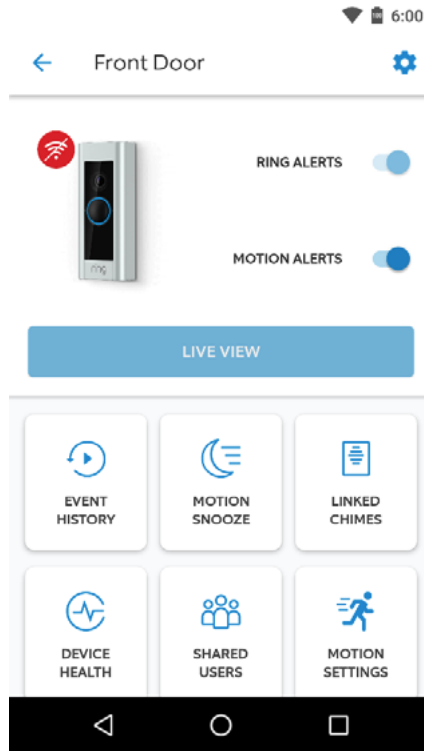 6:00
Front Door
RING ALERTS
ring
MOTION ALERTS
LIVE VIEW
EVENT
HISTORY
MOTION
SNOOZE
LINKED
CHIMES
DEVICE
HEALTH
SHARED
USERS
MOTION
SETTINGS